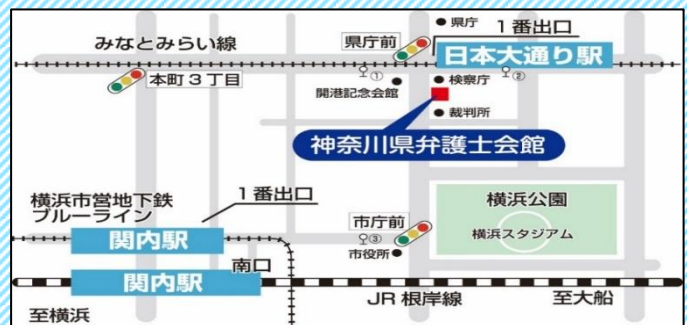 県庁
1番出口
みなとみらい線
県庁前
日本大通り駅
本町3丁目
①
②
開港記念会館
検察庁
裁判所
神奈川県弁護士会館
横浜市営地下鉄
ブルーライン
1番出口
横浜公園
横浜スタジアム
市庁前
③
関内駅
市役所
南口
関内駅
JR根岸線
至大船
至横浜